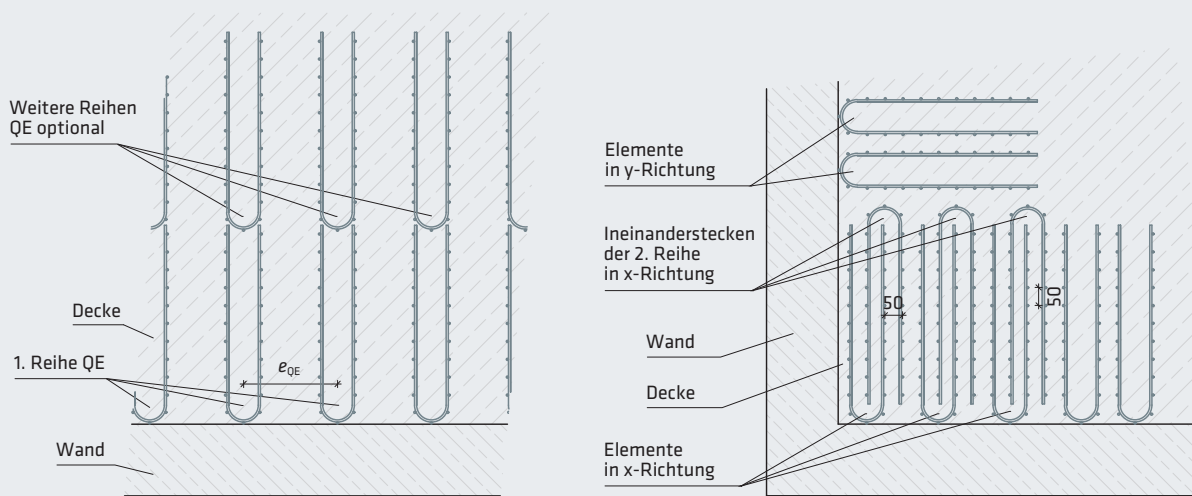 Weitere Reihen
QE optional
Decke
1. Reihe QE
eQE
Wand
Elemente
in y-Richtung
Ineinanderstecken
der 2. Reihe
in x-Richtung
50
50
Wand
Decke
Elemente
in x-Richtung